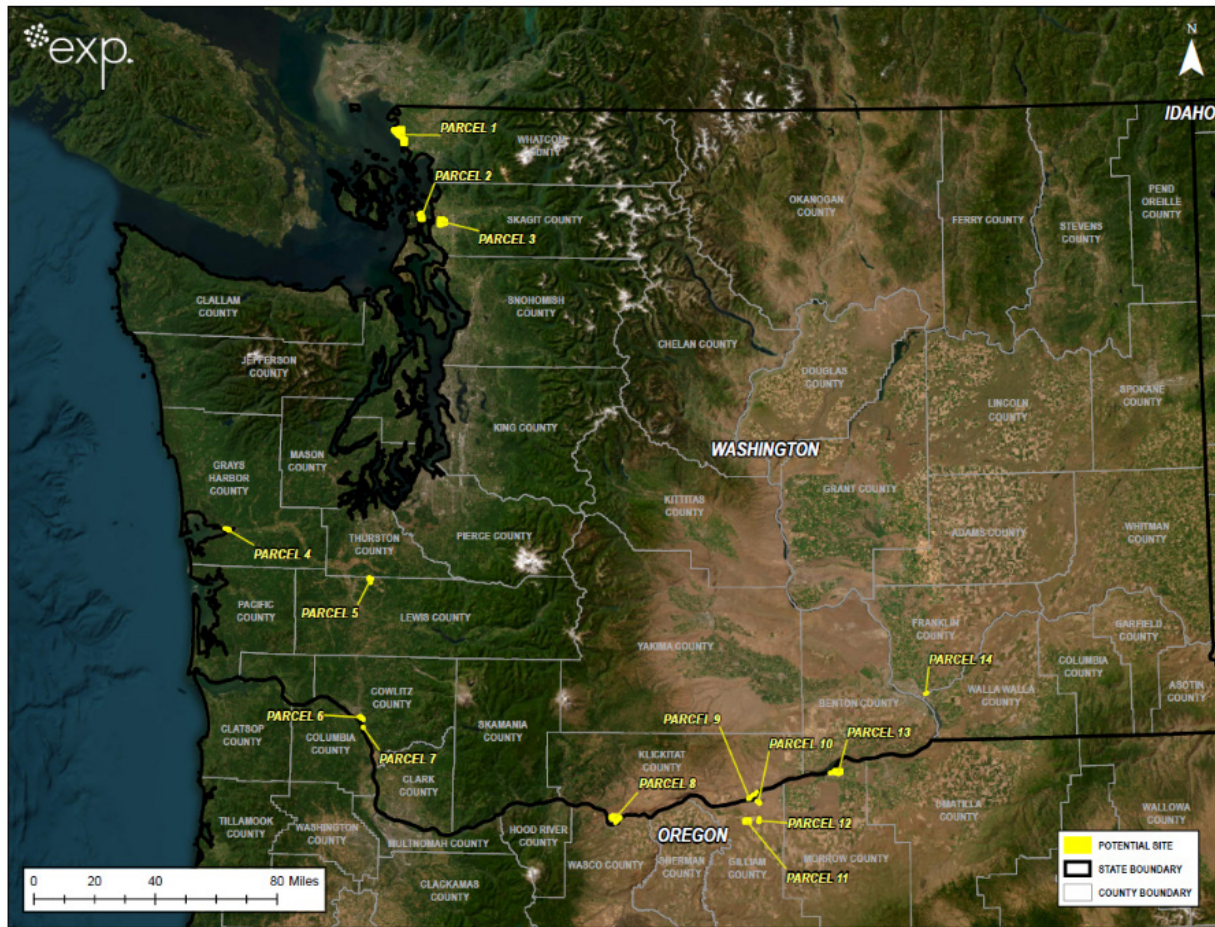 exp.
N
IDAHO
PARCEL 1
WHATCOM
COUNTY
PARCEL 2
OKANOGAN
COUNTY
FERRY COUNTY
PEND
OREILLE
COUNTY
STEVENS
COUNTY
SKAGIT COUNTY
PARCEL 3
CLALLAM
COUNTY
SNOHOMISH
COUNTY
CHELAN COUNTY
JEFFERSON
COUNTY
DOUGLAS
COUNTY
LINCOLN
COUNTY
SPOKANE
COUNTY
KING COUNTY
WASHINGTON
MASON
COUNTY
GRAYS
HARBOR
COUNTY
GRANT COUNTY
KITTITAS
COUNTY
PIERCE COUNTY
ADAMS COUNTY
WHITMAN
COUNTY
THURSTON
COUNTY
PARCEL 4
PARCEL 5
PACIFIC
COUNTY
LEWIS COUNTY
FRANKLIN
COUNTY
GARFIELD
COUNTY
YAKIMA COUNTY
PARCEL 14
COLUMBIA
COUNTY
WALLA WALLA
COUNTY
ASOTIN
COUNTY
COWLITZ
COUNTY
SKAMANIA
COUNTY
BENTON COUNTY
PARCEL 6
PARCEL 9
PARCEL 10
PARCEL 13
CLATSOP
COUNTY
COLUMBIA
COUNTY
PARCEL 7
KLICKITAT
COUNTY
CLARK
COUNTY
PARCEL 8
UMATILLA
COUNTY
WALLOWA
COUNTY
TILLAMOOK
COUNTY
WASHINGTON
COUNTY
MULTNOMAH COUNTY
HOOD RIVER
COUNTY
OREGON
PARCEL 12
WASCO COUNTY
SHERMAN
COUNTY
GILLIAM
COUNTY
MORROW COUNTY
PARCEL 11
CLACKAMAS
COUNTY
0 20 40 80 Miles
POTENTIAL SITE
STATE BOUNDARY
COUNTY BOUNDARY